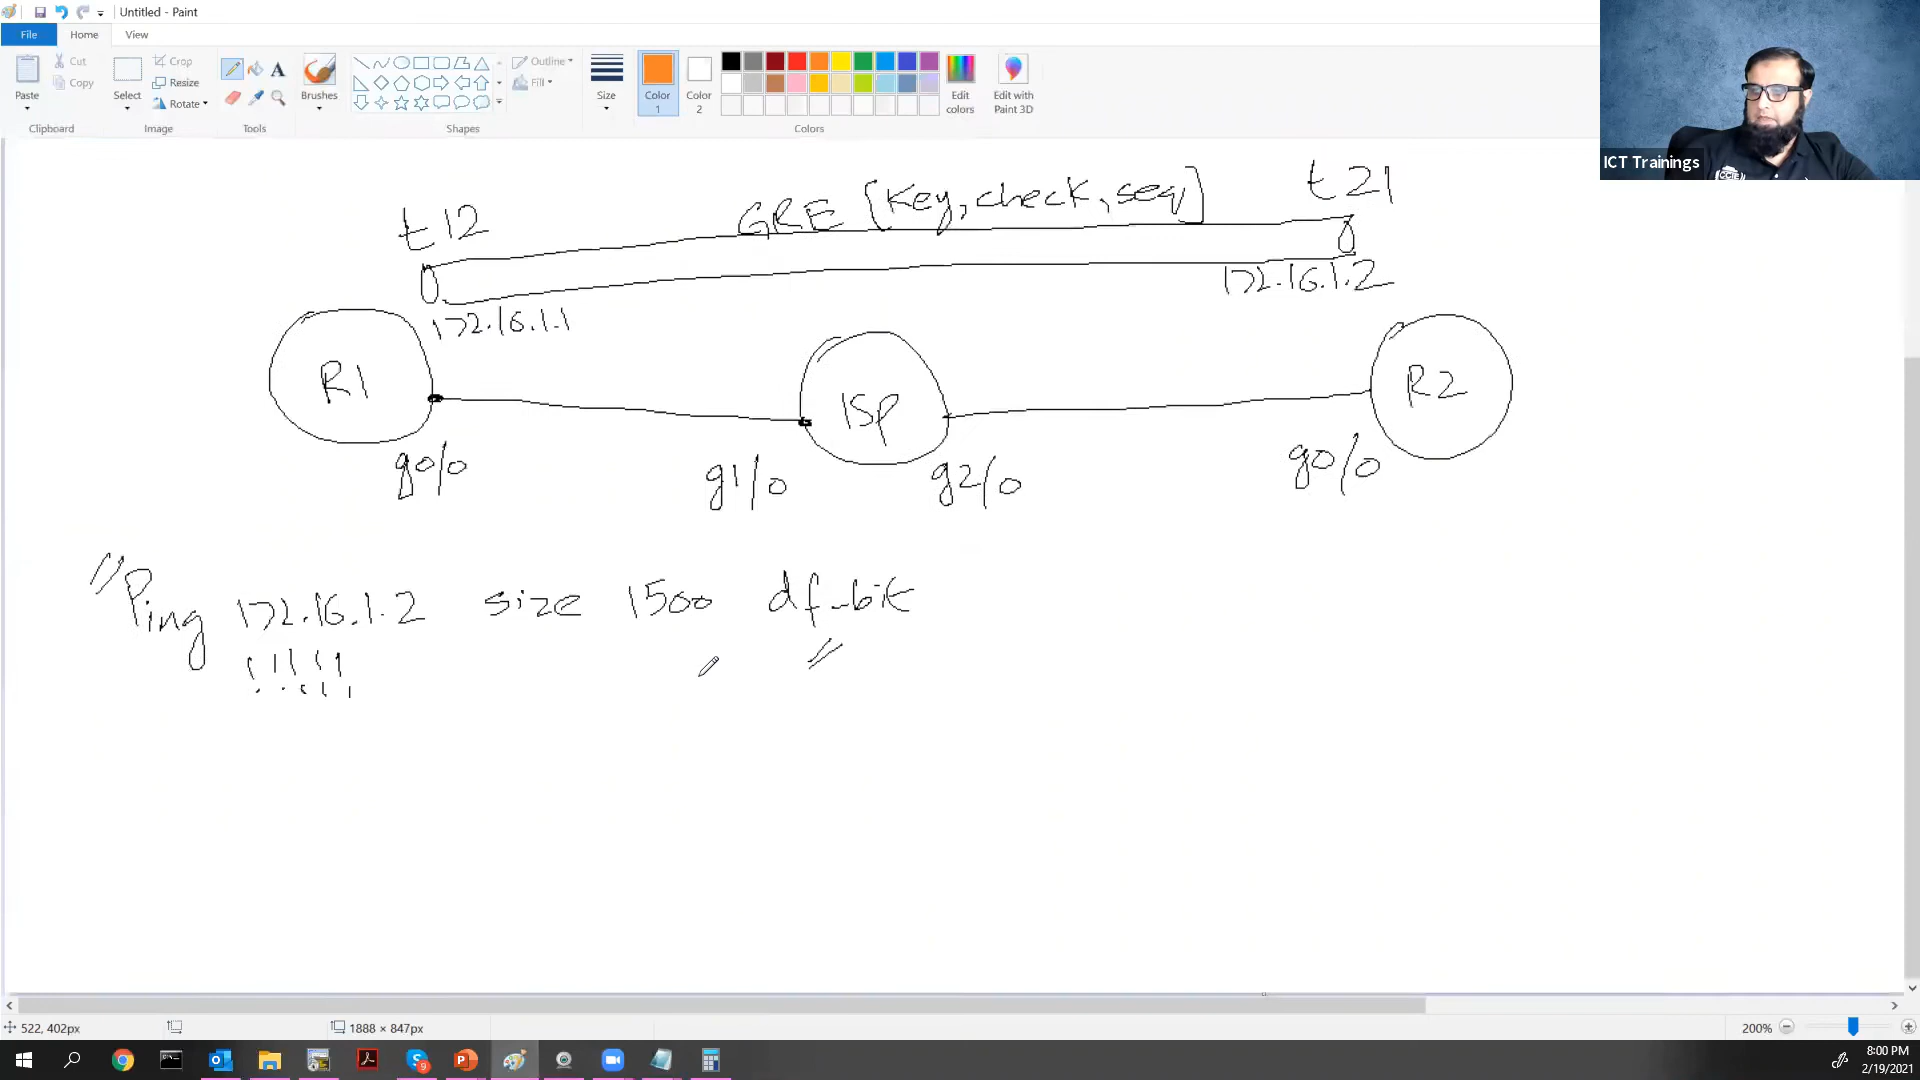 Untitled - Paint
File Home View
Paste Cut Copy
Clipboard
Select Crop Resize Rotate
Image
Tools
Brushes
Outline Fill
Shapes
Size
Color 1
Color 2
Edit colors
Edit with Paint 3D
Colors
ICT Trainings
t12 GRE [Key,check,seq] t21
172.16.1.1 172.16.1.2
R1 ISP R2
g0/0 g1/0 g2/0 g0/0
Ping 172.16.1.2 size 1500 df-bit
!!!!!
522, 402px
1888 × 847px
200%
8:00 PM
2/19/2021